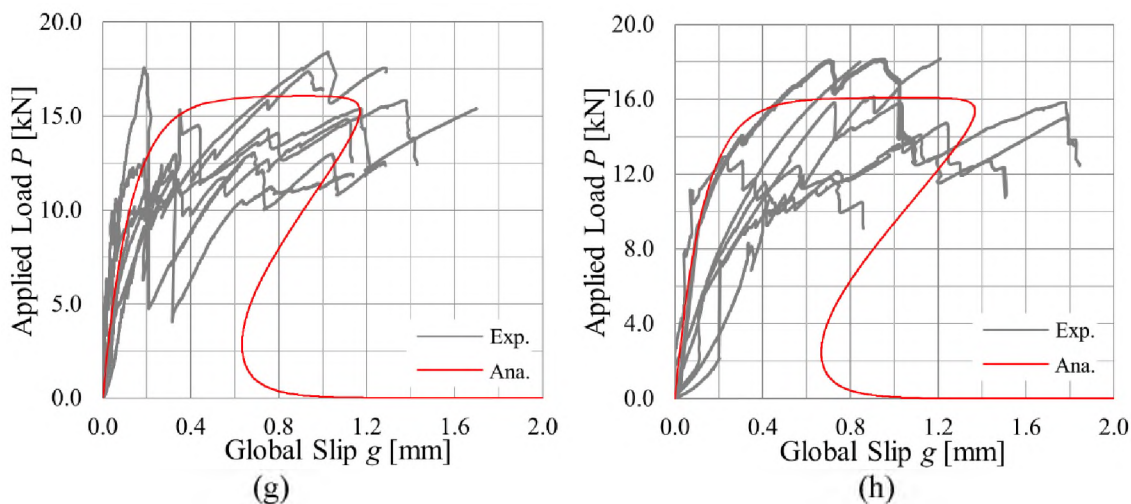 20.0
15.0
10.0
5.0
0.0
Applied Load P [kN]
0.0 0.4 0.8 1.2 1.6 2.0
Global Slip g [mm]
Exp.
Ana.
(g)
20.0
16.0
12.0
8.0
4.0
0.0
Applied Load P [kN]
0.0 0.4 0.8 1.2 1.6 2.0
Global Slip g [mm]
Exp.
Ana.
(h)